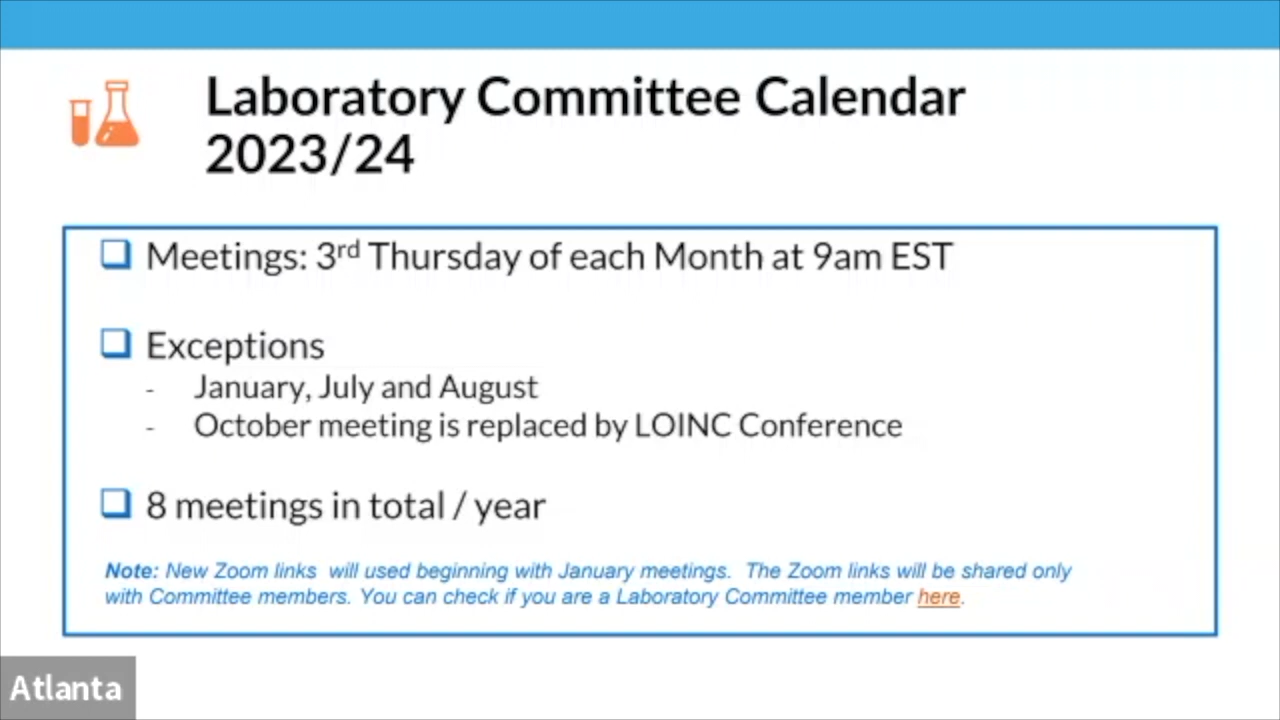 Laboratory Committee Calendar
2023/24
Meetings: 3rd Thursday of each Month at 9am EST
Exceptions
- January, July and August
- October meeting is replaced by LOINC Conference
8 meetings in total / year
Note: New Zoom links will used beginning with January meetings. The Zoom links will be shared only
with Committee members. You can check if you are a Laboratory Committee member here.
Atlanta